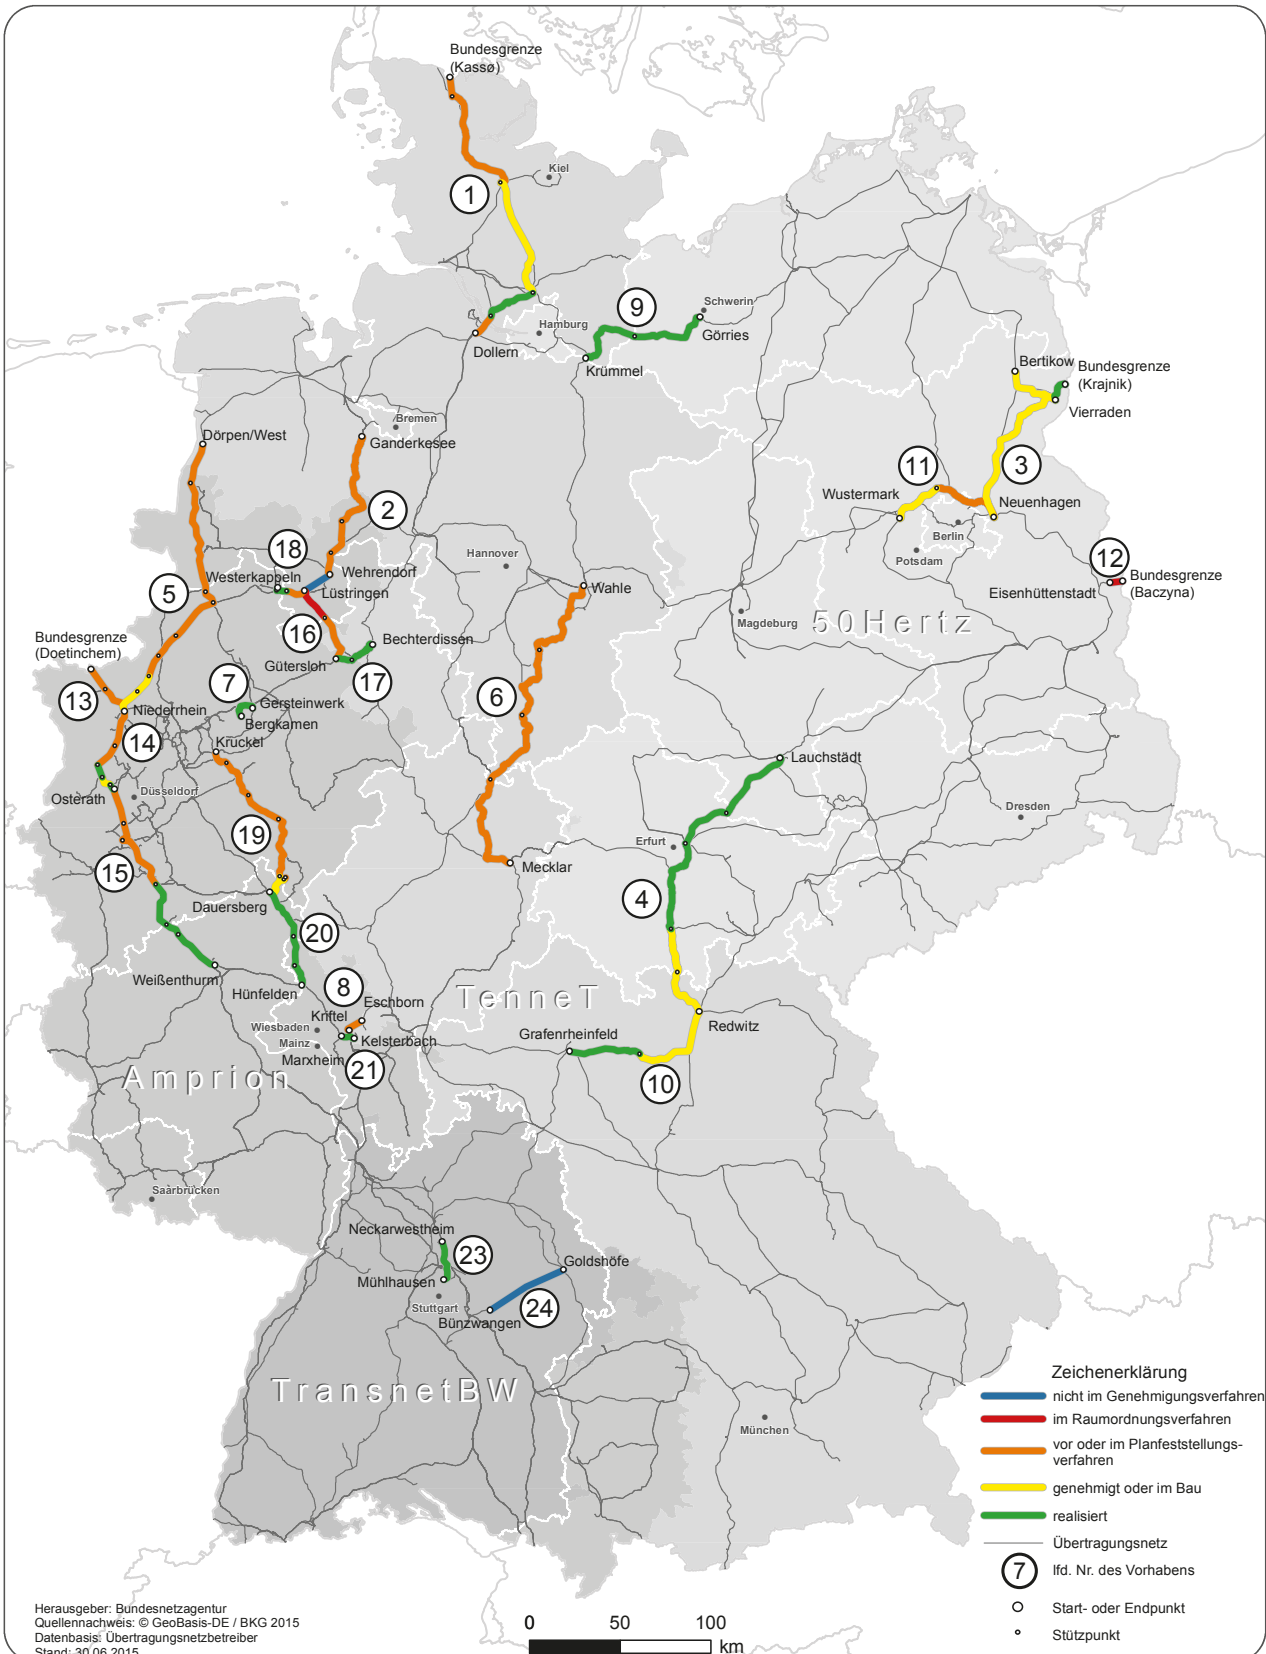 Bundesgrenze
(Kassø)
Kiel
1
9
Schwerin
Görries
Hamburg
Dollern
Krümmel
Bertikow
Bundesgrenze
(Krajnik)
Vierraden
Bremen
Dörpen/West
Ganderkesee
11
3
Wustermark
Neuenhagen
2
Berlin
Potsdam
18
Hannover
12
Westerkappeln
Wehrendorf
Bundesgrenze
(Baczyna)
Eisenhüttenstadt
5
Lüstringen
Wahle
Magdeburg
50Hertz
16
Bundesgrenze
(Doetinchem)
Bechterdissen
Gütersloh
17
13
7
6
Gersteinwerk
Niederrhein
Bergkamen
14
Kruckel
Lauchstädt
Osterath
Düsseldorf
Dresden
19
Erfurt
15
Mecklar
4
Dauersberg
20
Weißenthurm
Hünfelden
8
TenneT
Eschborn
Kriftel
Wiesbaden
Mainz
Kelsterbach
Marxheim
Grafenrheinfeld
Redwitz
21
Amprion
10
Saarbrücken
Neckarwestheim
23
Goldshöfe
Mühlhausen
Stuttgart
24
Bünzwangen
TransnetBW
München
Zeichenerklärung
nicht im Genehmigungsverfahren
im Raumordnungsverfahren
vor oder im Planfeststellungs-
verfahren
genehmigt oder im Bau
realisiert
Übertragungsnetz
7
lfd. Nr. des Vorhabens
Start- oder Endpunkt
Stützpunkt
Herausgeber: Bundesnetzagentur
Quellennachweis: © GeoBasis-DE / BKG 2015
Datenbasis: Übertragungsnetzbetreiber
Stand: 30.06.2015
0 50 100
km